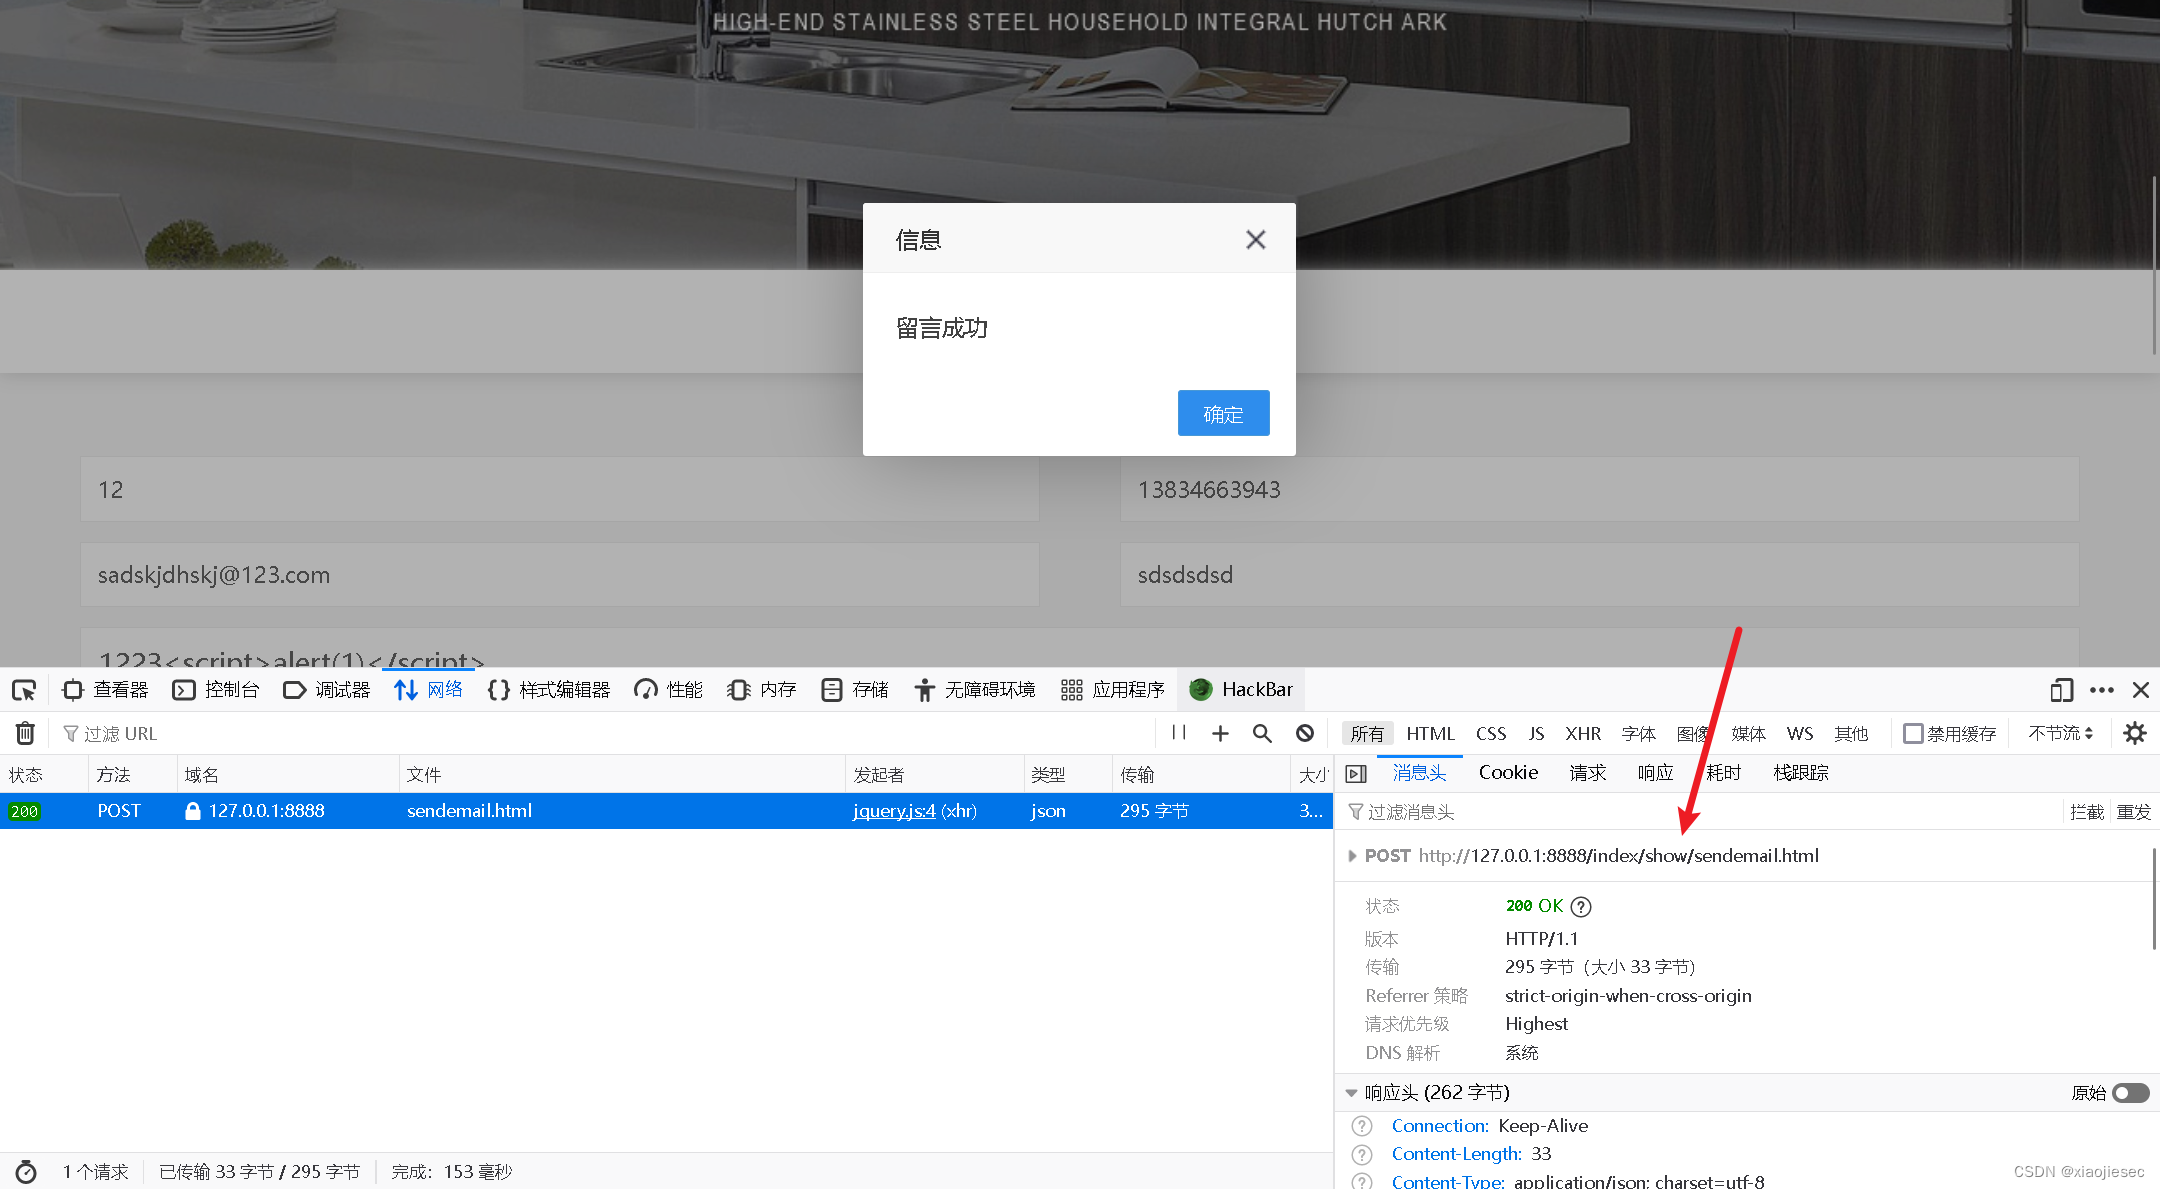 HIGH-END STAINLESS STEEL HOUSEHOLD INTEGRAL HUTCH ARK
信息
留言成功
确定
12
13834663943
sadskjdhskj@123.com
sdsdsdsd
1223<script>alert(1)</script>
查看器 控制台 调试器 网络 样式编辑器 性能 内存 存储 无障碍环境 应用程序 HackBar
过滤 URL
所有 HTML CSS JS XHR 字体 图像 媒体 WS 其他 禁用缓存 不节流
状态 方法 域名 文件 发起者 类型 传输 大小
200 POST 127.0.0.1:8888 sendemail.html jquery.js:4 (xhr) json 295 字节 3...
消息头 Cookie 请求 响应 耗时 栈跟踪
过滤消息头 拦截 重发
POST http://127.0.0.1:8888/index/show/sendemail.html
状态 200 OK
版本 HTTP/1.1
传输 295 字节（大小 33 字节）
Referrer 策略 strict-origin-when-cross-origin
请求优先级 Highest
DNS 解析 系统
响应头 (262 字节) 原始
Connection: Keep-Alive
Content-Length: 33
Content-Type: application/json; charset=utf-8
1 个请求 已传输 33 字节 / 295 字节 完成：153 毫秒
CSDN @xiaojiesec